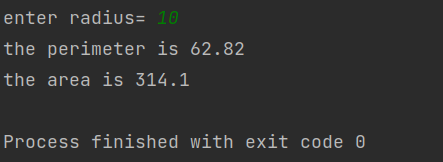 enter radius= 10
the perimeter is 62.82
the area is 314.1
Process finished with exit code 0